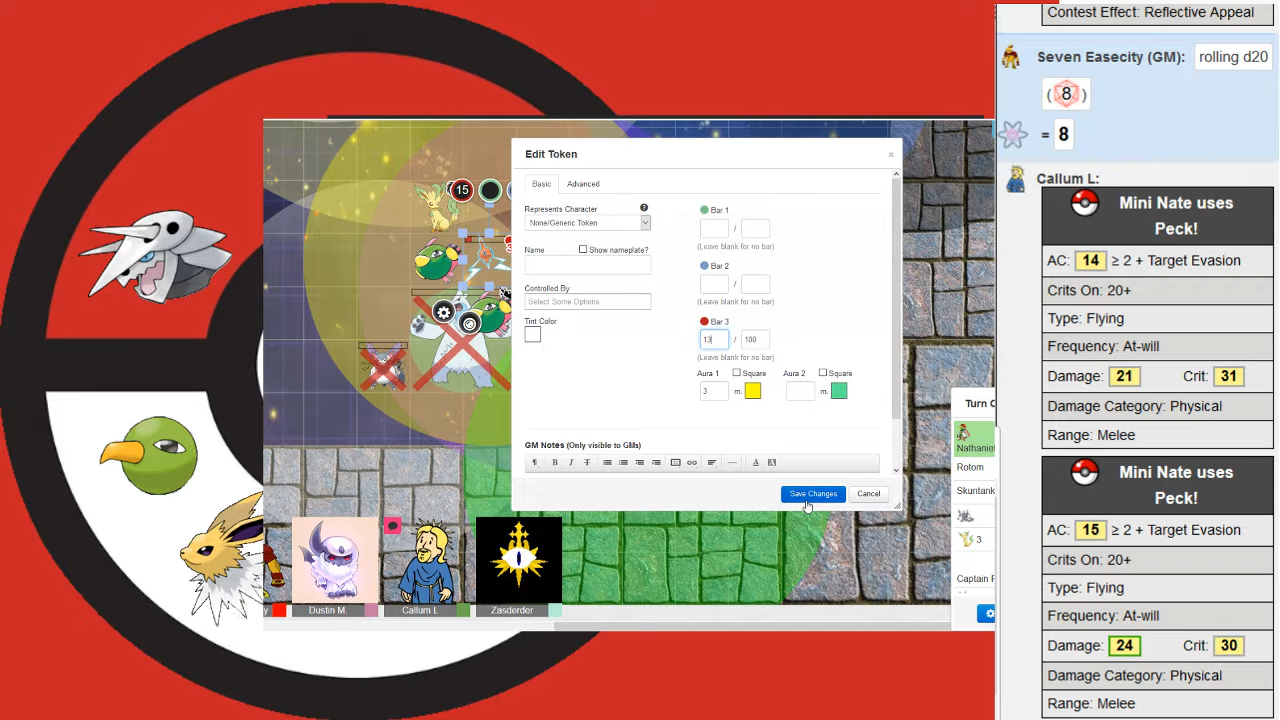 Contest Effect: Reflective Appeal
Seven Easecity (GM): rolling d20
( 8 )
= 8
Callum L:
Mini Nate uses
Peck!
AC: 14 ≥ 2 + Target Evasion
Crits On: 20+
Type: Flying
Frequency: At-will
Damage: 21 Crit: 31
Damage Category: Physical
Range: Melee
Mini Nate uses
Peck!
AC: 15 ≥ 2 + Target Evasion
Crits On: 20+
Type: Flying
Frequency: At-will
Damage: 24 Crit: 30
Damage Category: Physical
Range: Melee
15
Edit Token
×
Basic Advanced
Represents Character ?
None/Generic Token
Name Show nameplate?
Controlled By
Select Some Options
Tint Color
Bar 1
/
(Leave blank for no bar)
Bar 2
/
(Leave blank for no bar)
Bar 3
13 / 100
(Leave blank for no bar)
Aura 1 Square Aura 2 Square
3 m. m.
GM Notes (Only visible to GMs)
B I T
A A
Save Changes Cancel
Turn
Nathanie
Rotom
Skuntank
3
Captain
Dustin M.
Callum L
Zasderder